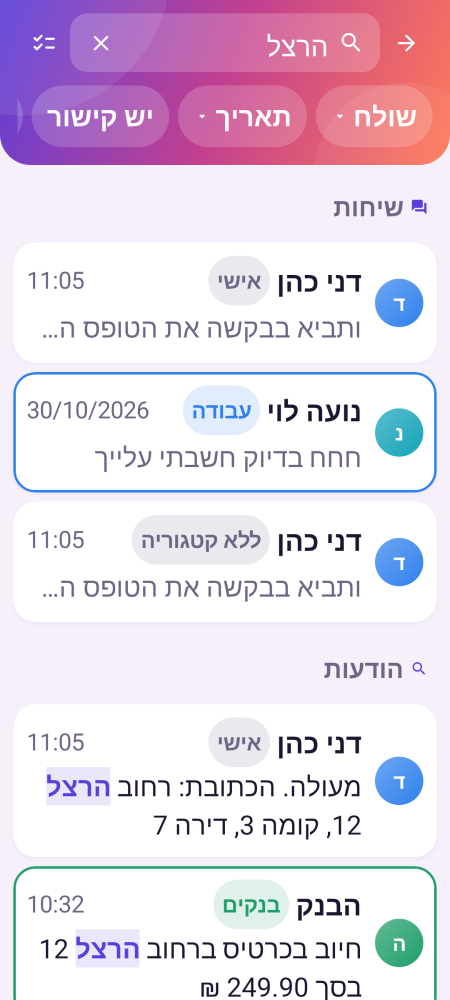 הרצל
שולח
תאריך
יש קישור
שיחות
ד
דני כהן
אישי
11:05
ותביא בבקשה את הטופס ה...
נ
נועה לוי
עבודה
30/10/2026
חחח בדיוק חשבתי עלייך
ד
דני כהן
ללא קטגוריה
11:05
ותביא בבקשה את הטופס ה...
הודעות
ד
דני כהן
אישי
11:05
מעולה. הכתובת: רחוב הרצל
12, קומה 3, דירה 7
ה
הבנק
בנקים
10:32
חיוב בכרטיס ברחוב הרצל 12
בסך 249.90 ₪